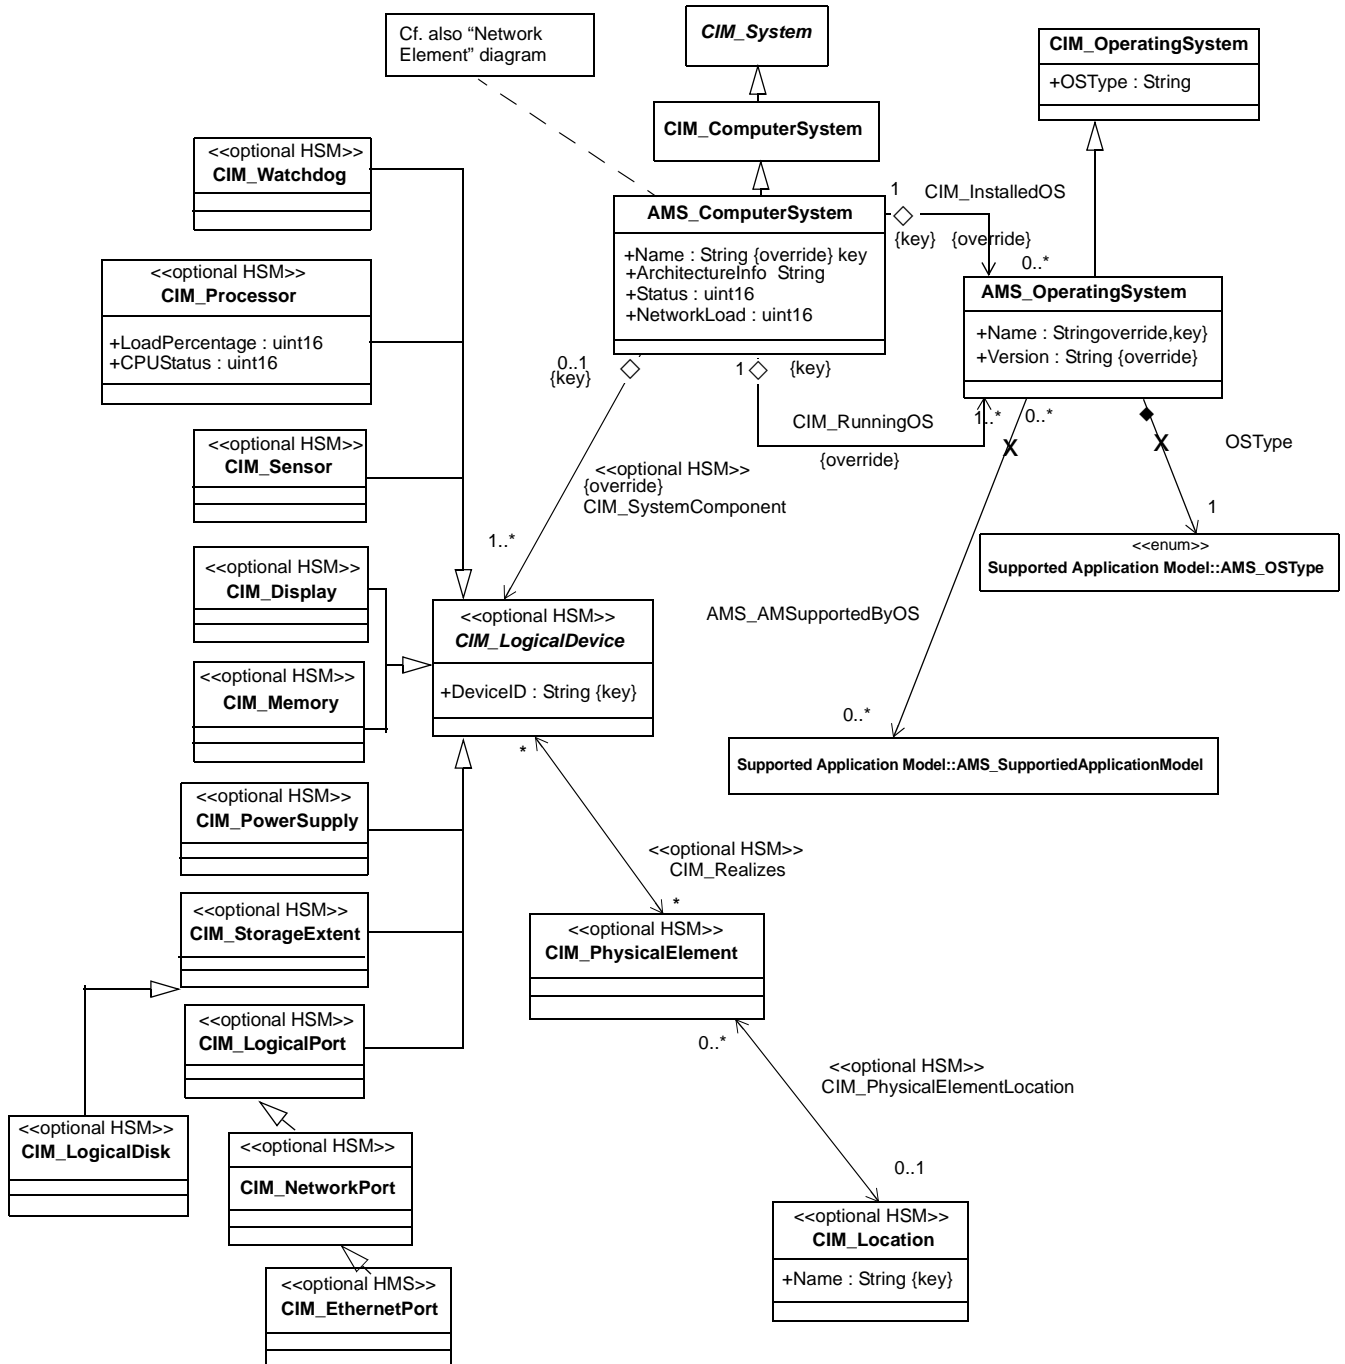 Cf. also “Network
Element” diagram
CIM_System
CIM_OperatingSystem
+OSType : String
CIM_ComputerSystem
<<optional HSM>>
CIM_Watchdog
AMS_ComputerSystem
+Name : String {override} key
+ArchitectureInfo  String
+Status : uint16
+NetworkLoad : uint16
1
CIM_InstalledOS
{key}
{override}
0..*
<<optional HSM>>
CIM_Processor
+LoadPercentage : uint16
+CPUStatus : uint16
AMS_OperatingSystem
+Name : Stringoverride,key}
+Version : String {override}
0..1
{key}
1
{key}
CIM_RunningOS
{override}
1..*
0..*
X
X
OSType
1
<<optional HSM>>
CIM_Sensor
<<optional HSM>>
{override}
CIM_SystemComponent
1..*
<<enum>>
Supported Application Model::AMS_OSType
<<optional HSM>>
CIM_Display
<<optional HSM>>
CIM_LogicalDevice
+DeviceID : String {key}
AMS_AMSupportedByOS
0..*
<<optional HSM>>
CIM_Memory
*
Supported Application Model::AMS_SupportiedApplicationModel
<<optional HSM>>
CIM_PowerSupply
<<optional HSM>>
CIM_Realizes
*
<<optional HSM>>
CIM_StorageExtent
<<optional HSM>>
CIM_PhysicalElement
<<optional HSM>>
CIM_LogicalPort
0..*
<<optional HSM>>
CIM_PhysicalElementLocation
0..1
<<optional HSM>>
CIM_LogicalDisk
<<optional HSM>>
CIM_NetworkPort
<<optional HSM>>
CIM_Location
+Name : String {key}
<<optional HMS>>
CIM_EthernetPort